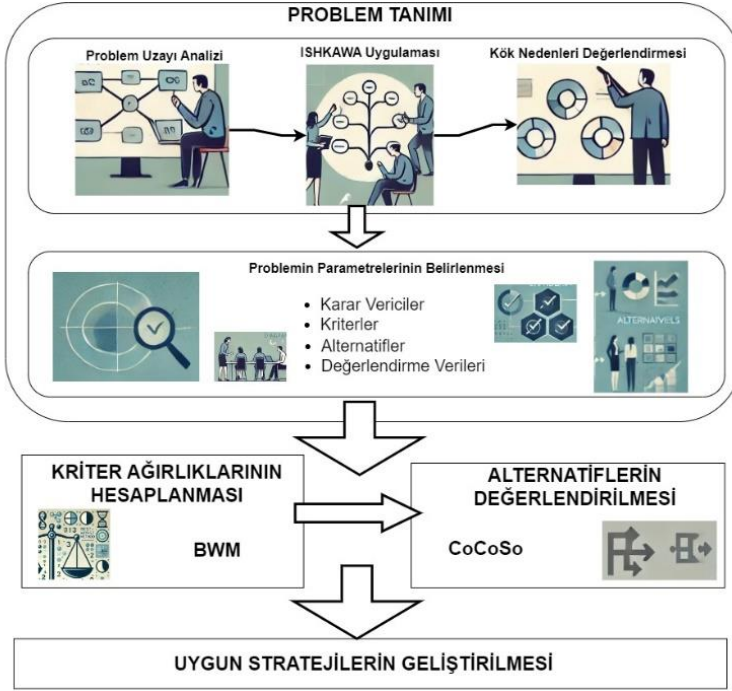 PROBLEM TANIMI
Problem Uzayı Analizi
ISHKAWA Uygulaması
Kök Nedenleri Değerlendirmesi
Problemin Parametrelerinin Belirlenmesi
• Karar Vericiler
• Kriterler
• Alternatifler
• Değerlendirme Verileri
KRİTER AĞIRLIKLARININ
HESAPLANMASI
BWM
ALTERNATİFLERİN
DEĞERLENDİRİLMESİ
CoCoSo
UYGUN STRATEJİLERİN GELİŞTİRİLMESİ